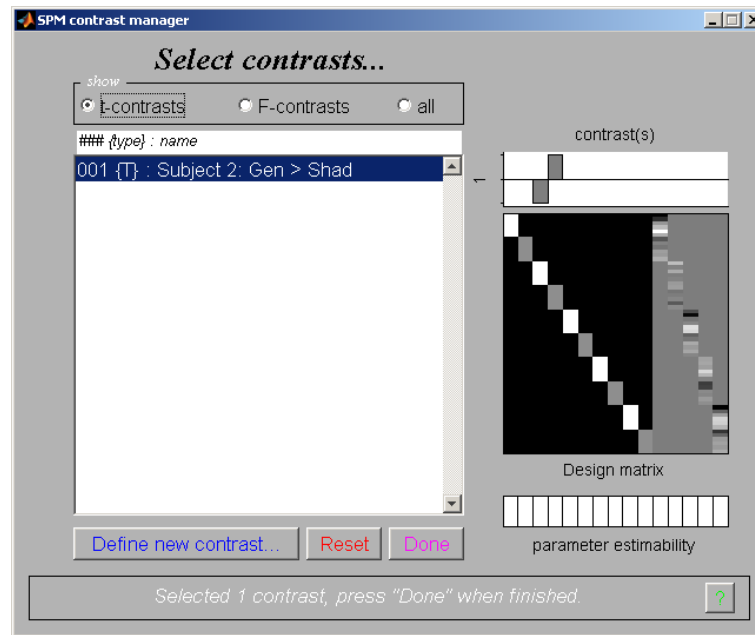 SPM contrast manager
Select contrasts...
show
t-contrasts F-contrasts all
### {type} : name
001 {T} : Subject 2: Gen > Shad
contrast(s)
1
Design matrix
parameter estimability
Define new contrast... Reset Done
Selected 1 contrast, press "Done" when finished.
?